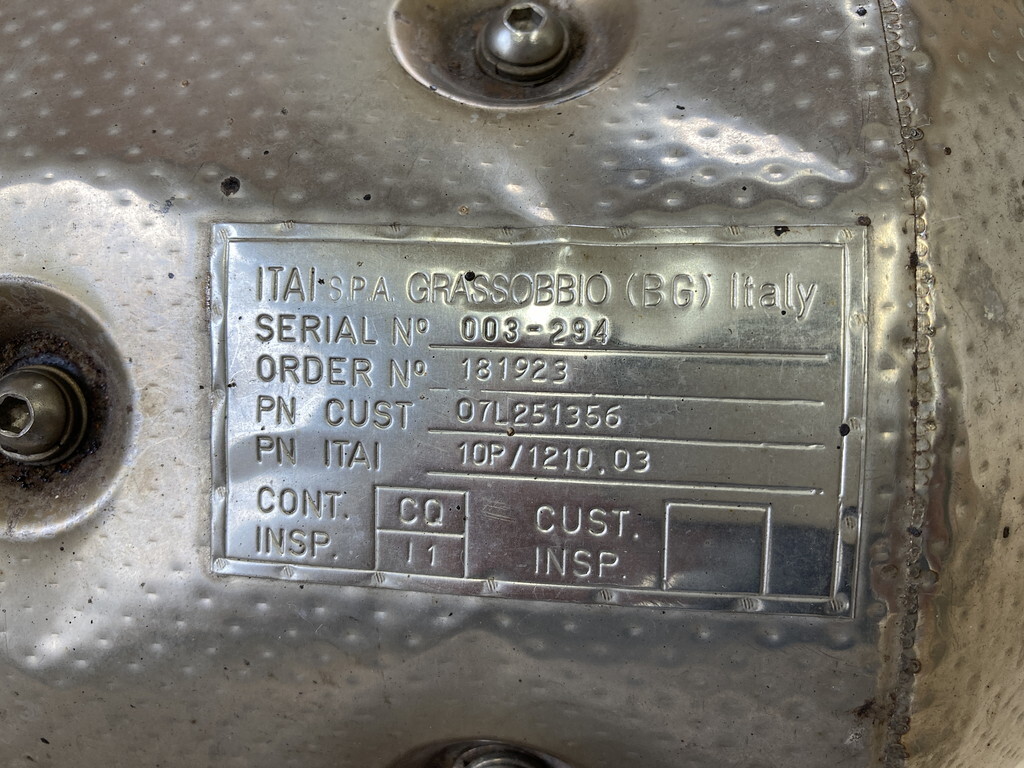 ITAI S.P.A. GRASSOBBIO (BG) Italy
SERIAL Nº 003-294
ORDER Nº 181923
PN CUST 07L251356
PN ITAI 10P/1210.03
CONT. INSP. CQ I1
CUST. INSP.